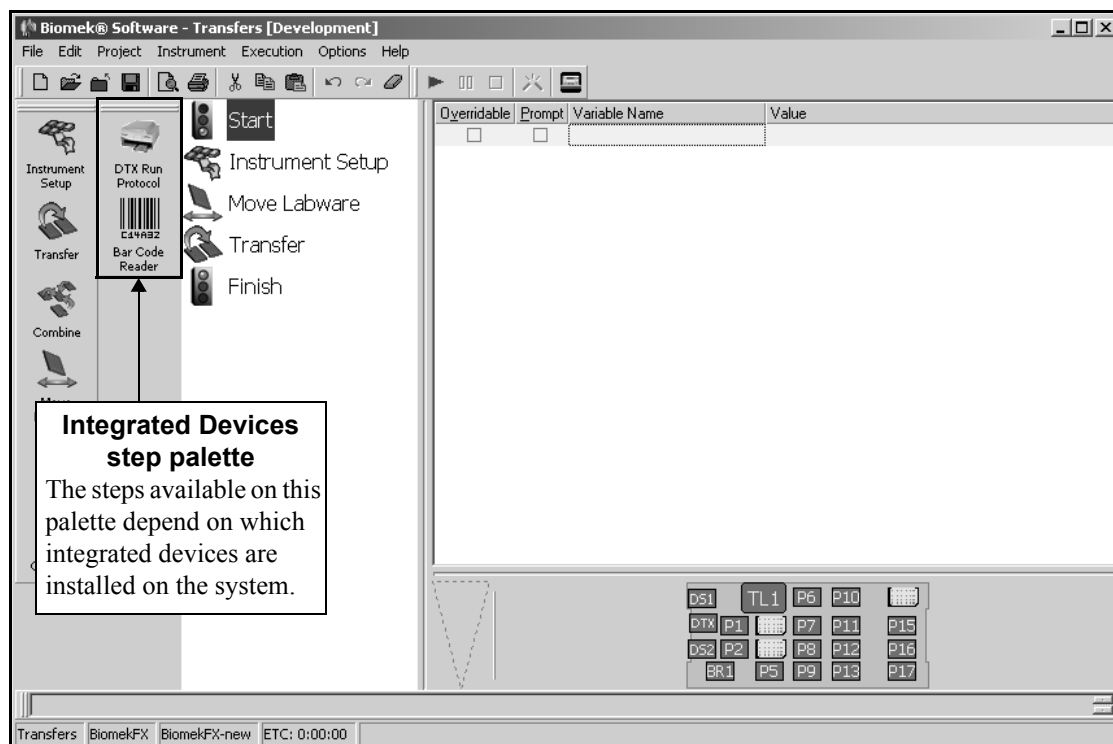 Biomek® Software - Transfers [Development]
File Edit Project Instrument Execution Options Help
Instrument
Setup
Transfer
Combine
DTX Run
Protocol
C14A32
Bar Code
Reader
Start
Instrument Setup
Move Labware
Transfer
Finish
Overridable Prompt Variable Name Value
Integrated Devices
step palette
The steps available on this
palette depend on which
integrated devices are
installed on the system.
DS1 TL1 P6 P10
DTX P1 P7 P11 P15
DS2 P2 P8 P12 P16
BR1 P5 P9 P13 P17
Transfers BiomekFX BiomekFX-new ETC: 0:00:00